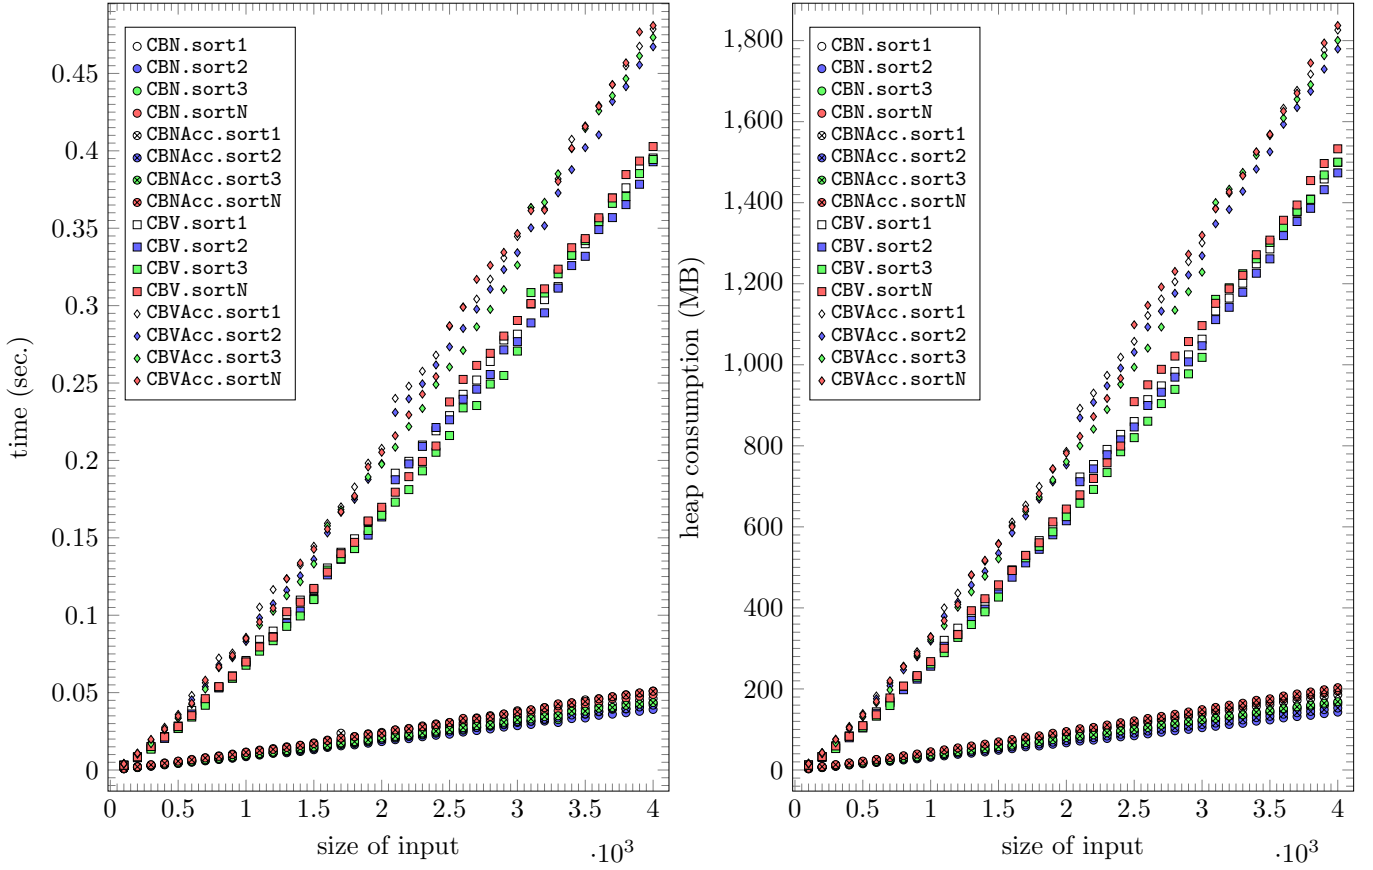 time (sec.)
0.45
0.4
0.35
0.3
0.25
0.2
0.15
0.1
0.05
0
CBN.sort1
CBN.sort2
CBN.sort3
CBN.sortN
CBNAcc.sort1
CBNAcc.sort2
CBNAcc.sort3
CBNAcc.sortN
CBV.sort1
CBV.sort2
CBV.sort3
CBV.sortN
CBVAcc.sort1
CBVAcc.sort2
CBVAcc.sort3
CBVAcc.sortN
0 0.5 1 1.5 2 2.5 3 3.5 4
size of input
·10³
heap consumption (MB)
1,800
1,600
1,400
1,200
1,000
800
600
400
200
0
CBN.sort1
CBN.sort2
CBN.sort3
CBN.sortN
CBNAcc.sort1
CBNAcc.sort2
CBNAcc.sort3
CBNAcc.sortN
CBV.sort1
CBV.sort2
CBV.sort3
CBV.sortN
CBVAcc.sort1
CBVAcc.sort2
CBVAcc.sort3
CBVAcc.sortN
0 0.5 1 1.5 2 2.5 3 3.5 4
size of input
·10³